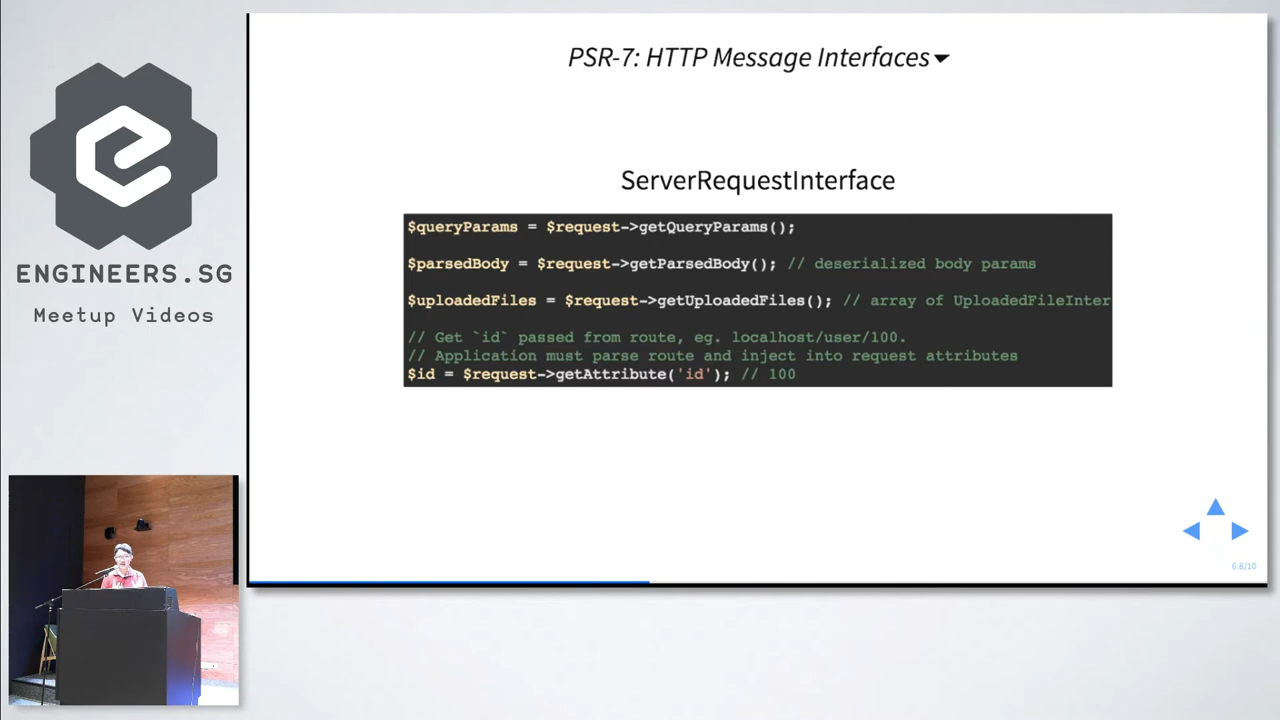 PSR-7: HTTP Message Interfaces
ServerRequestInterface
$queryParams = $request->getQueryParams();
$parsedBody = $request->getParsedBody(); // deserialized body params
$uploadedFiles = $request->getUploadedFiles(); // array of UploadedFileInter
// Get `id` passed from route, eg. localhost/user/100.
// Application must parse route and inject into request attributes
$id = $request->getAttribute('id'); // 100
ENGINEERS.SG
Meetup Videos
6.8/10